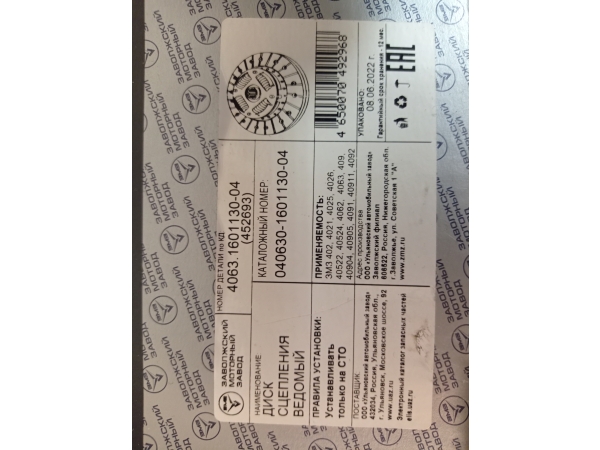 ЗАВОЛЖСКИЙ
МОТОРНЫЙ
ЗАВОД
НОМЕР ДЕТАЛИ по КД
4063.1601130-04
(452693)
НАИМЕНОВАНИЕ
ДИСК
СЦЕПЛЕНИЯ
ВЕДОМЫЙ
КАТАЛОЖНЫЙ НОМЕР:
040630-1601130-04
ПРАВИЛА УСТАНОВКИ:
Устанавливать
только на СТО
ПРИМЕНЯЕМОСТЬ:
ЗМЗ 402, 4021, 4025, 4026,
40522, 40524, 4062, 4063, 409,
40904, 40905, 4091, 40911, 4092
ПОСТАВЩИК
ООО «Ульяновский автомобильный завод»
432034, Россия, Ульяновская обл.,
г. Ульяновск, Московское шоссе, 92
www.uaz.ru
Электронный каталог запасных частей
Адрес производства
ООО «Ульяновский автомобильный завод»
Заволжский филиал
606522, Россия, Нижегородская обл.
г. Заволжье, ул. Советская 1 "А"
www.zmz.ru
4 650070 492968
УПАКОВАНО:
08.06.2022 г.
Гарантийный срок хранения - 12 мес.
EAC